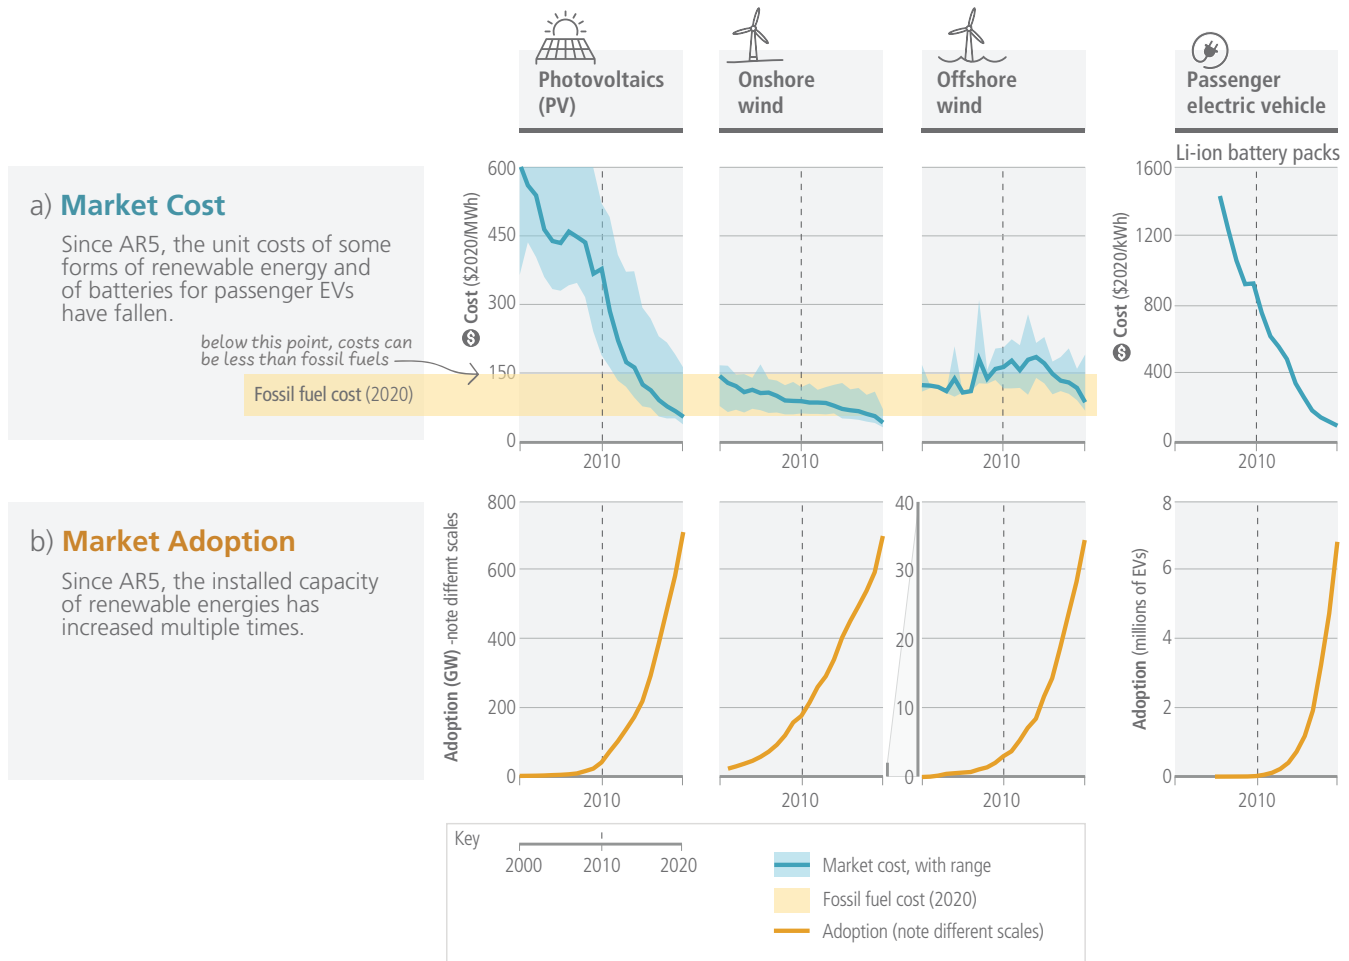 Photovoltaics
(PV)
Onshore
wind
Offshore
wind
Passenger
electric vehicle
a) Market Cost
Since AR5, the unit costs of some
forms of renewable energy and
of batteries for passenger EVs
have fallen.
below this point, costs can
be less than fossil fuels
Fossil fuel cost (2020)
$ Cost ($2020/MWh)
600
450
300
150
0
2010
2010
2010
Li-ion battery packs
$ Cost ($2020/kWh)
1600
1200
800
400
0
2010
b) Market Adoption
Since AR5, the installed capacity
of renewable energies has
increased multiple times.
Adoption (GW) -note differnt scales
800
600
400
200
0
2010
2010
40
30
20
10
0
2010
Adoption (millions of EVs)
8
6
4
2
0
2010
Key
2000 2010 2020
Market cost, with range
Fossil fuel cost (2020)
Adoption (note different scales)